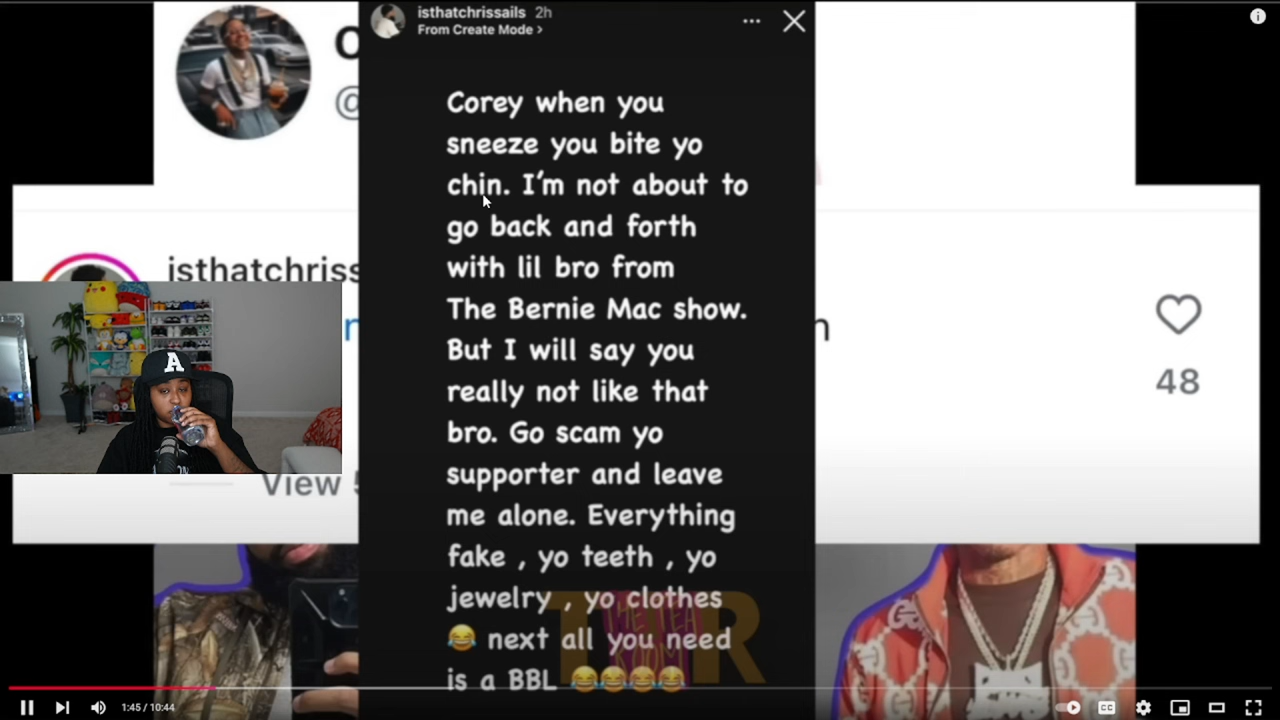 isthatchrissails 2h
From Create Mode >
@
isthatchriss
Corey when you
sneeze you bite yo
chin. I'm not about to
go back and forth
with lil bro from
The Bernie Mac show.
But I will say you
really not like that
bro. Go scam yo
supporter and leave
me alone. Everything
fake , yo teeth , yo
jewelry , yo clothes
😂 next all you need
is a BBL 😂😂😂😂
48
A
View
TEA
ROOM
1:45 / 10:44
CC